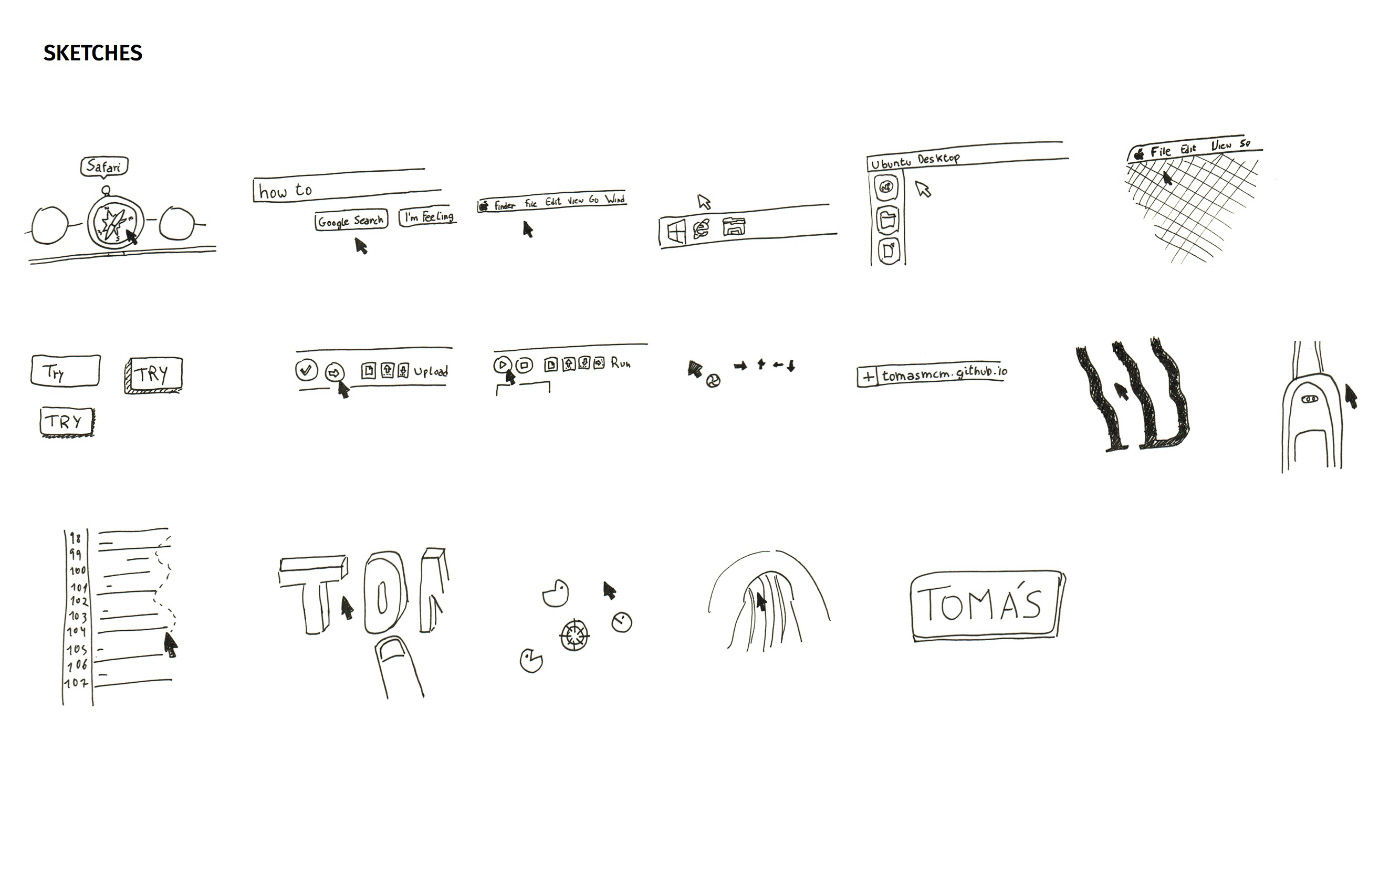 SKETCHES
Safari
how to
Google Search I'm Feeling
Finder File Edit View Go Wind
Ubuntu Desktop
File Edit View Go
Try TRY
TRY
Upload
Run
+ tomasmcm.github.io
98
99
100
101
102
103
104
105
106
107
TOMÁS